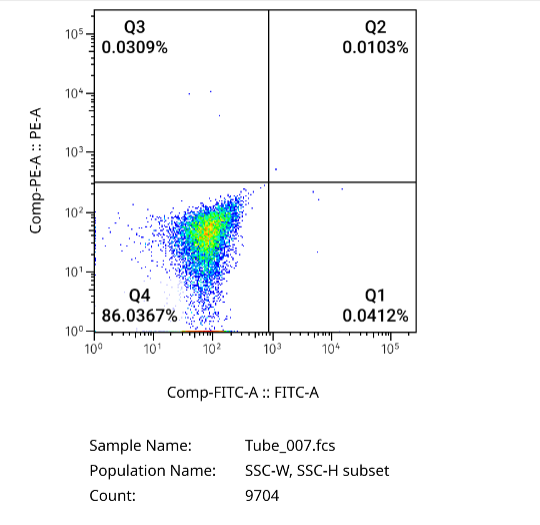 Q3
0.0309%
Q2
0.0103%
10⁵
10⁴
10³
10²
10¹
10⁰
Comp-PE-A :: PE-A
Q4
86.0367%
Q1
0.0412%
10⁰ 10¹ 10² 10³ 10⁴ 10⁵
Comp-FITC-A :: FITC-A
Sample Name: Tube_007.fcs
Population Name: SSC-W, SSC-H subset
Count: 9704